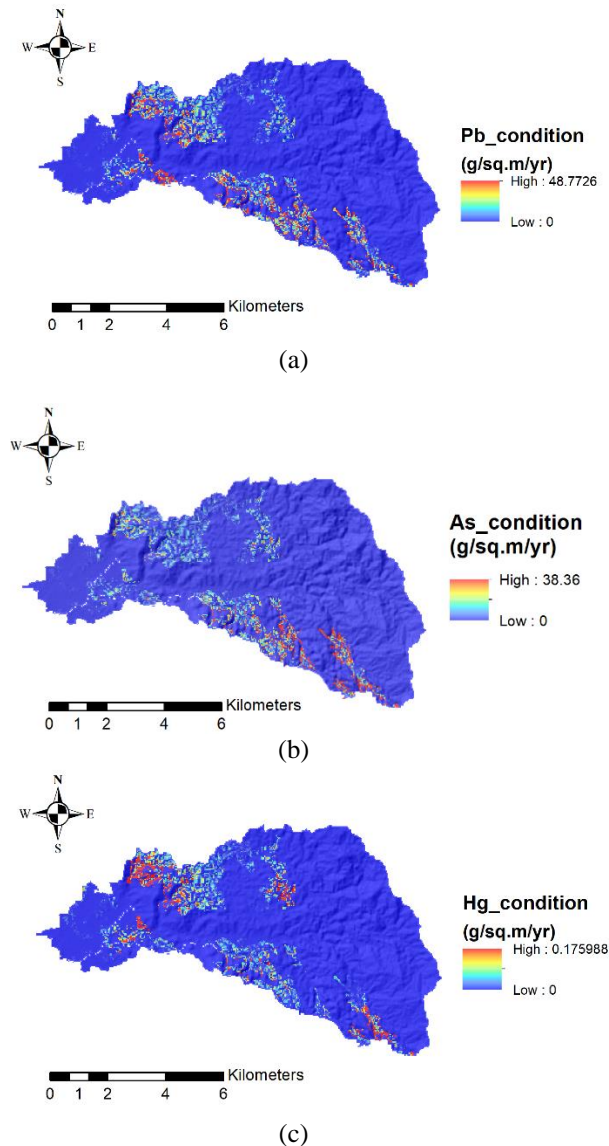 N
W E
S
Pb_condition
(g/sq.m/yr)
High : 48.7726
Low : 0
Kilometers
0 1 2 4 6
(a)
N
W E
S
As_condition
(g/sq.m/yr)
High : 38.36
Low : 0
Kilometers
0 1 2 4 6
(b)
N
W E
S
Hg_condition
(g/sq.m/yr)
High : 0.175988
Low : 0
Kilometers
0 1 2 4 6
(c)